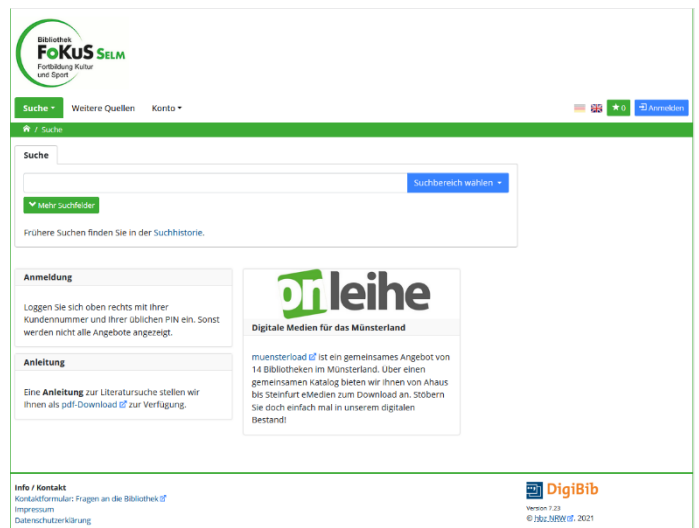 Bibliothek
FoKuS SELM
Fortbildung Kultur
und Sport
Suche
Weitere Quellen
Konto
0
Anmelden
/ Suche
Suche
Suchbereich wählen
Mehr Suchfelder
Frühere Suchen finden Sie in der Suchhistorie.
Anmeldung
Loggen Sie sich oben rechts mit Ihrer
Kundennummer und Ihrer üblichen PIN ein. Sonst
werden nicht alle Angebote angezeigt.
Anleitung
Eine Anleitung zur Literatursuche stellen wir
Ihnen als pdf-Download zur Verfügung.
onleihe
Digitale Medien für das Münsterland
muensterload ist ein gemeinsames Angebot von
14 Bibliotheken im Münsterland. Über einen
gemeinsamen Katalog bieten wir Ihnen von Ahaus
bis Steinfurt eMedien zum Download an. Stöbern
Sie doch einfach mal in unserem digitalen
Bestand!
Info / Kontakt
Kontaktformular: Fragen an die Bibliothek
Impressum
Datenschutzerklärung
DigiBib
Version 7.23
© hbz NRW, 2021